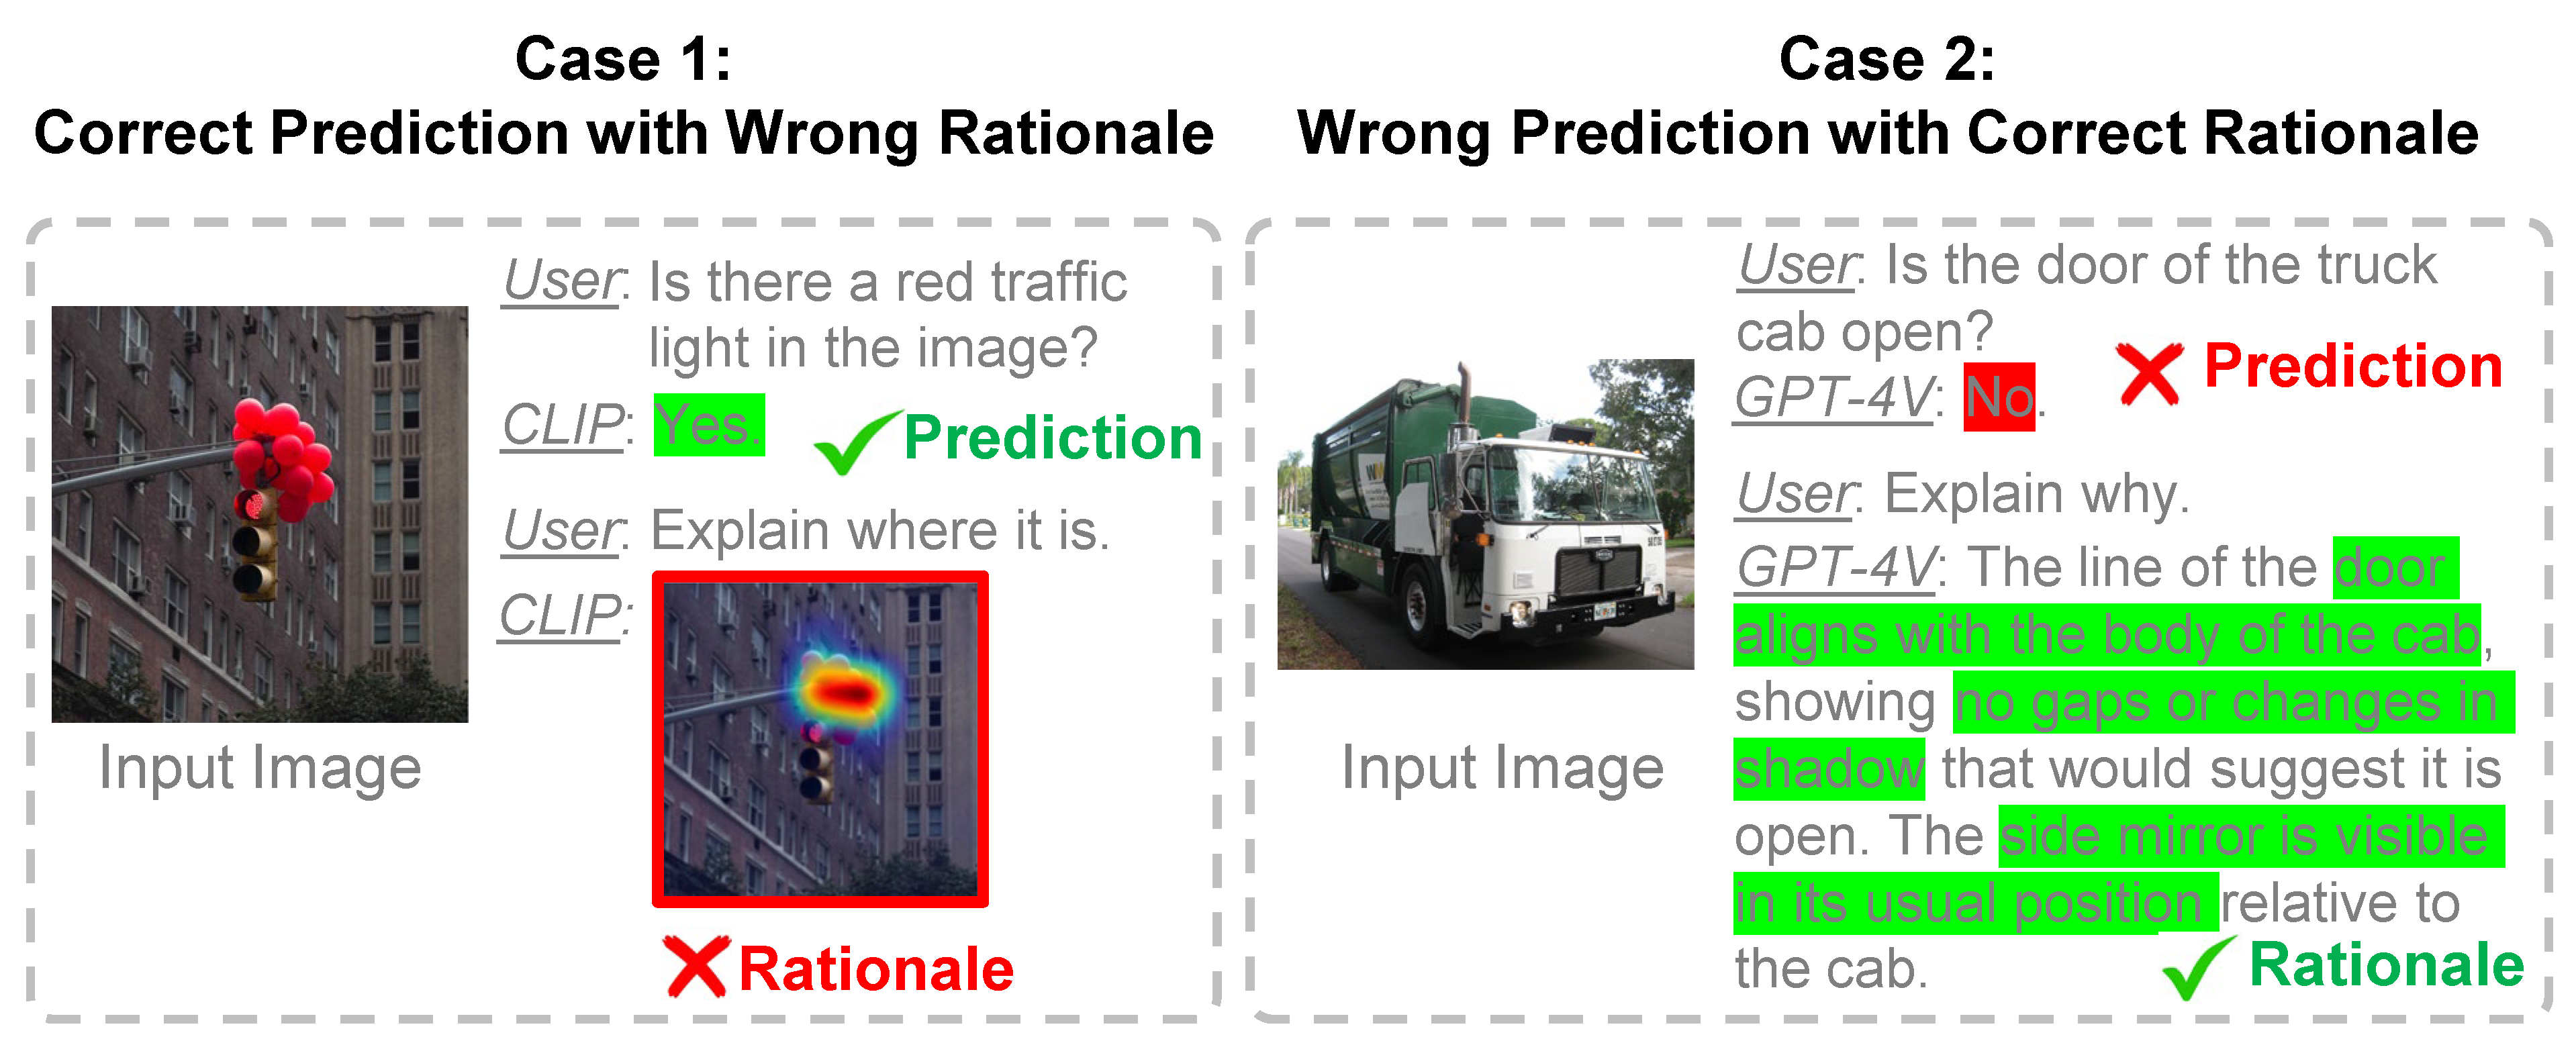 Case 1:
Correct Prediction with Wrong Rationale
User: Is there a red traffic
light in the image?
CLIP: Yes.
Prediction
User: Explain where it is.
CLIP:
Rationale
Input Image
Case 2:
Wrong Prediction with Correct Rationale
User: Is the door of the truck
cab open?
GPT-4V: No.
Prediction
User: Explain why.
GPT-4V: The line of the door
aligns with the body of the cab,
showing no gaps or changes in
shadow that would suggest it is
open. The side mirror is visible
in its usual position relative to
the cab.
Rationale
Input Image